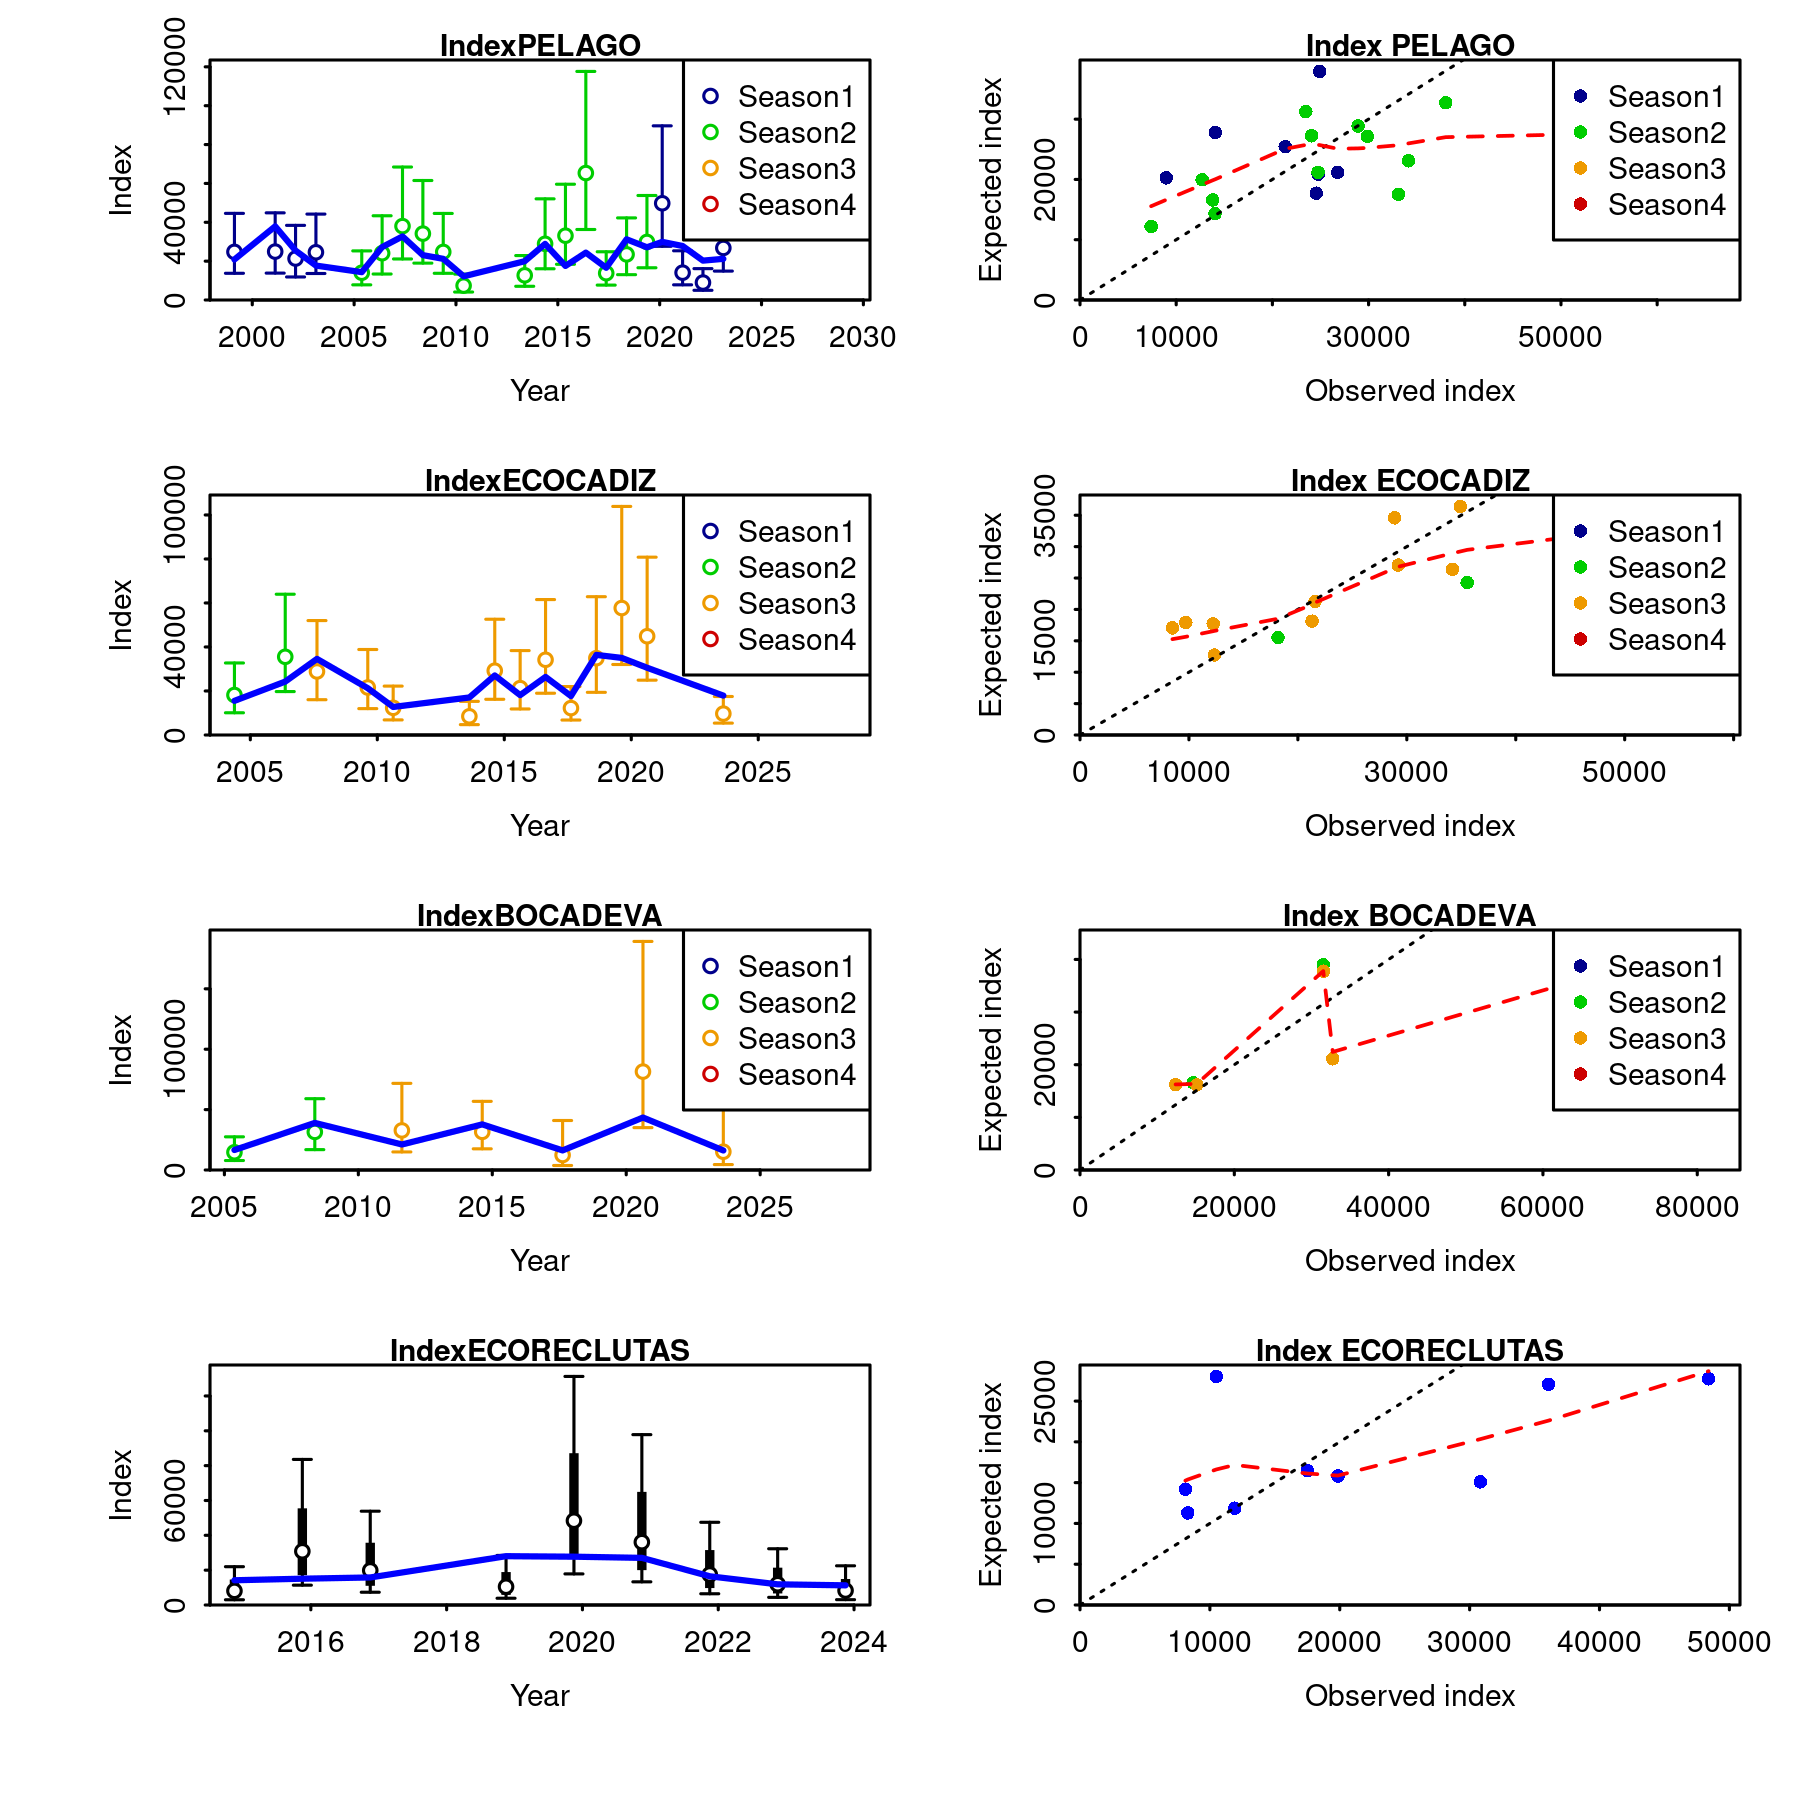 IndexPELAGO
Index
0 40000 120000
Season1
Season2
Season3
Season4
2000 2005 2010 2015 2020 2025 2030
Year
Index PELAGO
Expected index
0 20000
Season1
Season2
Season3
Season4
0 10000 30000 50000
Observed index
IndexECOCADIZ
Index
0 40000 100000
Season1
Season2
Season3
Season4
2005 2010 2015 2020 2025
Year
Index ECOCADIZ
Expected index
0 15000 35000
Season1
Season2
Season3
Season4
0 10000 30000 50000
Observed index
IndexBOCADEVA
Index
0 100000
Season1
Season2
Season3
Season4
2005 2010 2015 2020 2025
Year
Index BOCADEVA
Expected index
0 20000
Season1
Season2
Season3
Season4
0 20000 40000 60000 80000
Observed index
IndexECORECLUTAS
Index
0 60000
2016 2018 2020 2022 2024
Year
Index ECORECLUTAS
Expected index
0 10000 25000
0 10000 20000 30000 40000 50000
Observed index